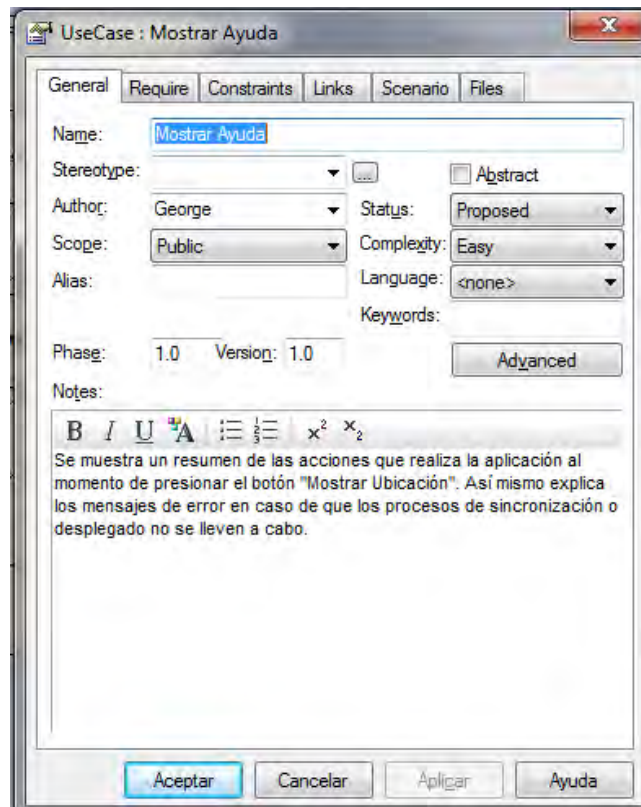 UseCase : Mostrar Ayuda
General Require Constraints Links Scenario Files
Name: Mostrar Ayuda
Stereotype: ... Abstract
Author: George Status: Proposed
Scope: Public Complexity: Easy
Alias: Language: <none>
Keywords:
Phase: 1.0 Version: 1.0 Advanced
Notes:
B I U A x² x₂
Se muestra un resumen de las acciones que realiza la aplicación al
momento de presionar el botón "Mostrar Ubicación". Así mismo explica
los mensajes de error en caso de que los procesos de sincronización o
desplegado no se lleven a cabo.
Aceptar Cancelar Aplicar Ayuda